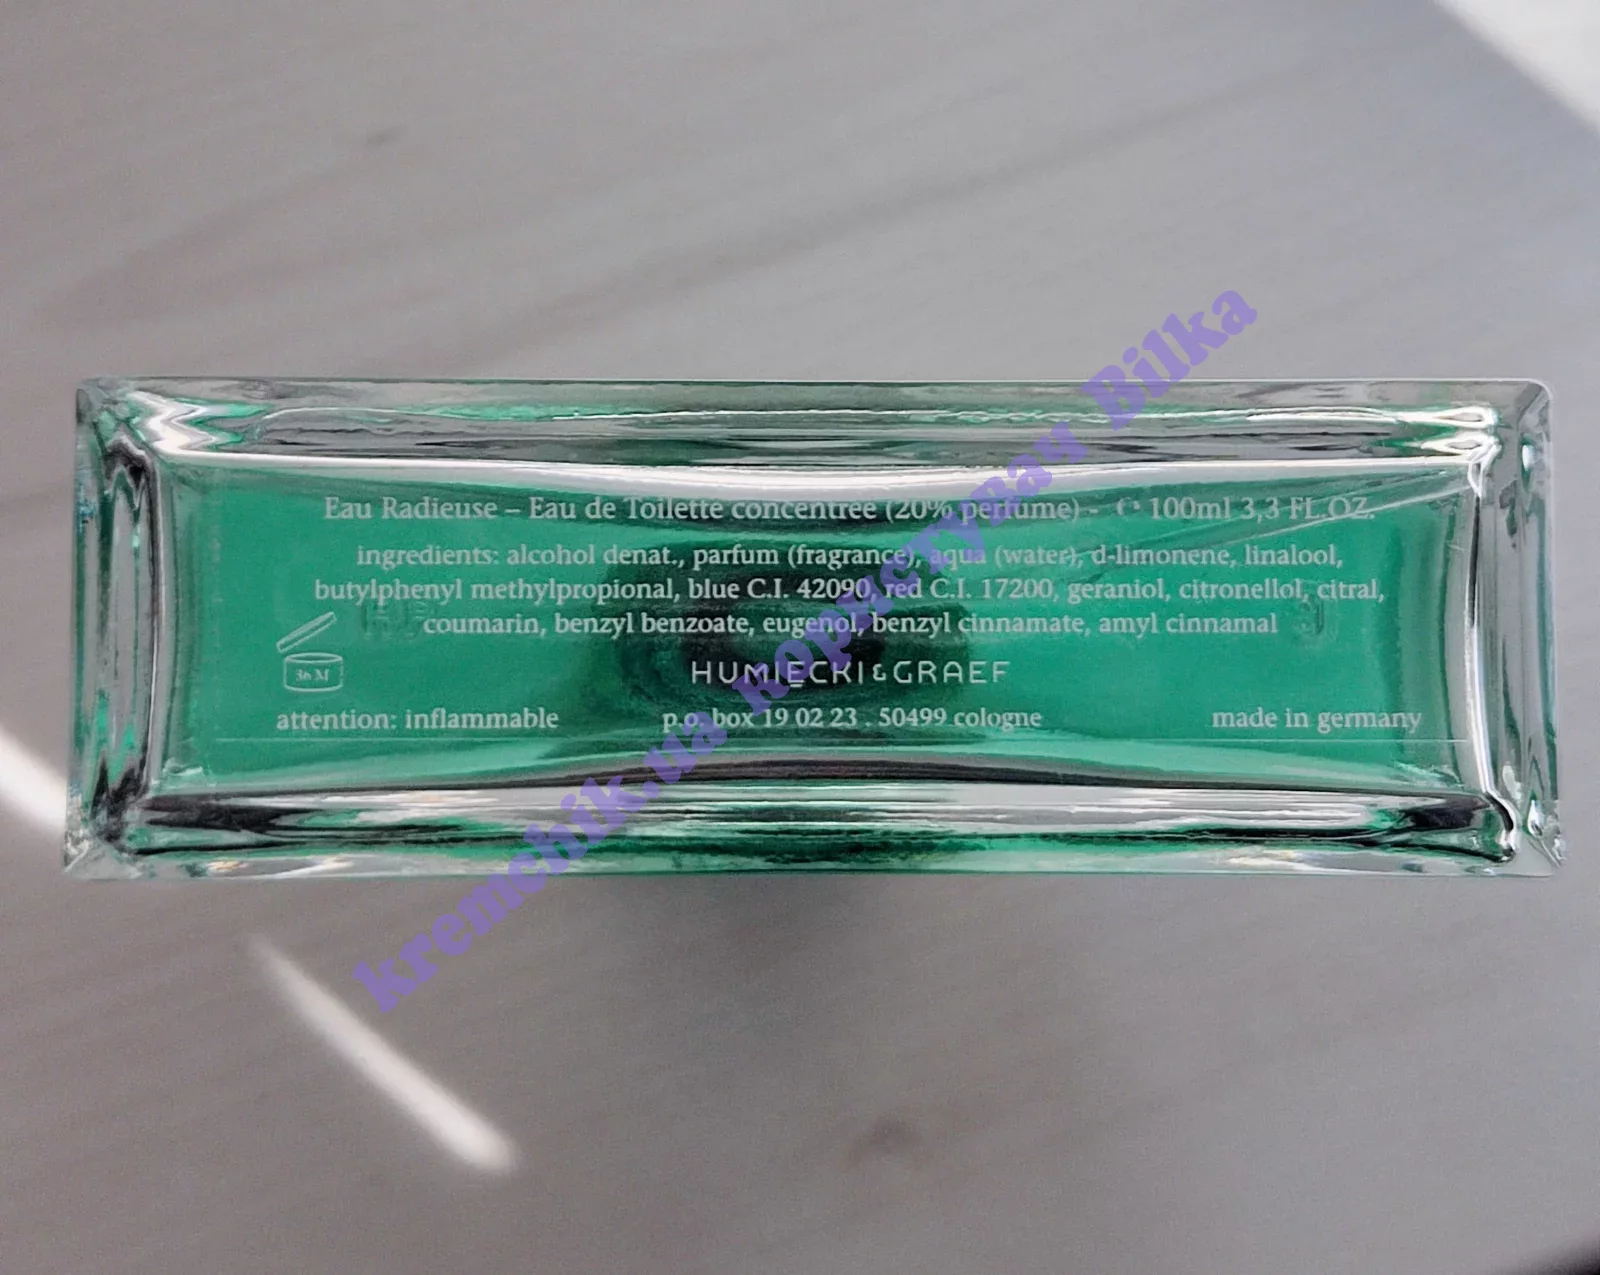 Eau Radieuse – Eau de Toilette concentrée (20% perfume) - ℮ 100ml 3,3 FL.OZ.
ingredients: alcohol denat., parfum (fragrance), aqua (water), d-limonene, linalool,
butylphenyl methylpropional, blue C.I. 42090, red C.I. 17200, geraniol, citronellol, citral,
coumarin, benzyl benzoate, eugenol, benzyl cinnamate, amyl cinnamal
36 M
HUMIECKI & GRAEF
attention: inflammable
p.o. box 19 02 23 . 50499 cologne
made in germany
kremchik.ua користувач Bilka